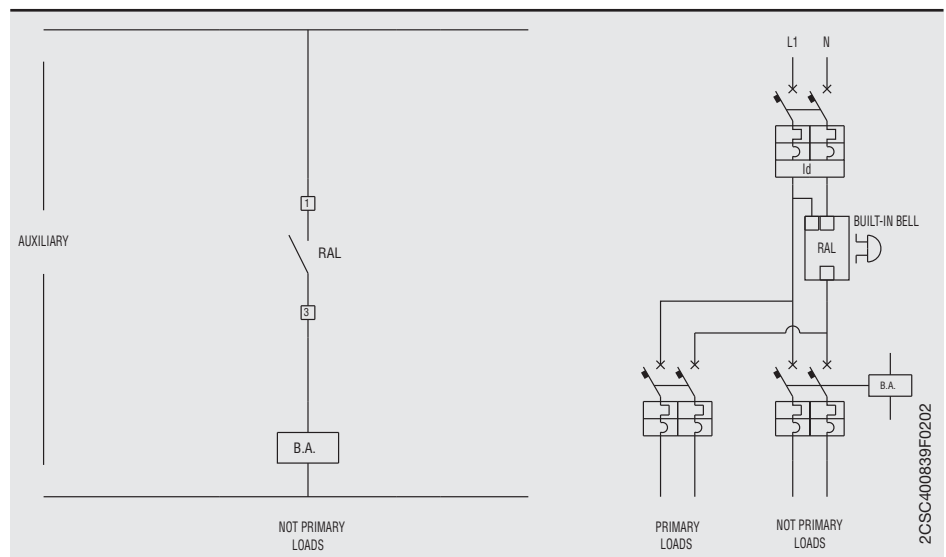 AUXILIARY
1
RAL
3
B.A.
NOT PRIMARY
LOADS
L1 N
Id
BUILT-IN BELL
RAL
B.A.
PRIMARY
LOADS
NOT PRIMARY
LOADS
2CSC400839F0202